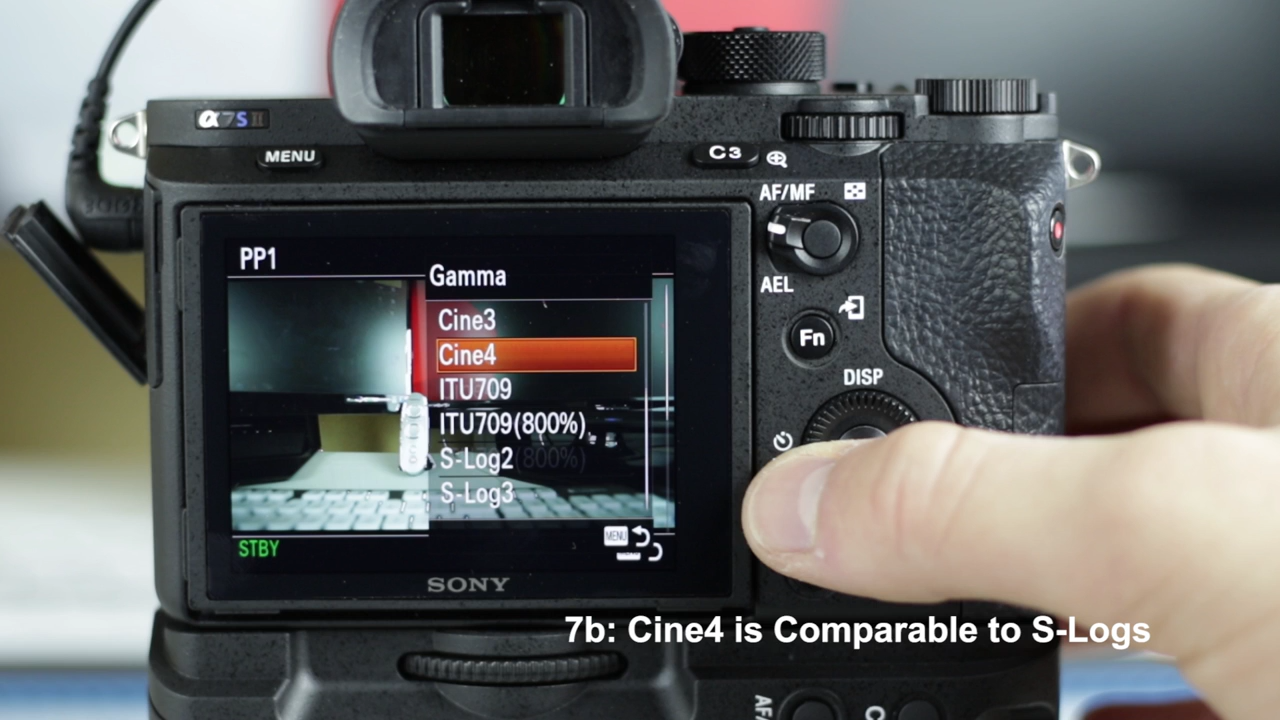 α7SII
MENU
C3
AF/MF
AEL
Fn
DISP
PP1
Gamma
Cine3
Cine4
ITU709
ITU709(800%)
S-Log2
S-Log3
MENU
STBY
SONY
7b: Cine4 is Comparable to S-Logs
AF/
C